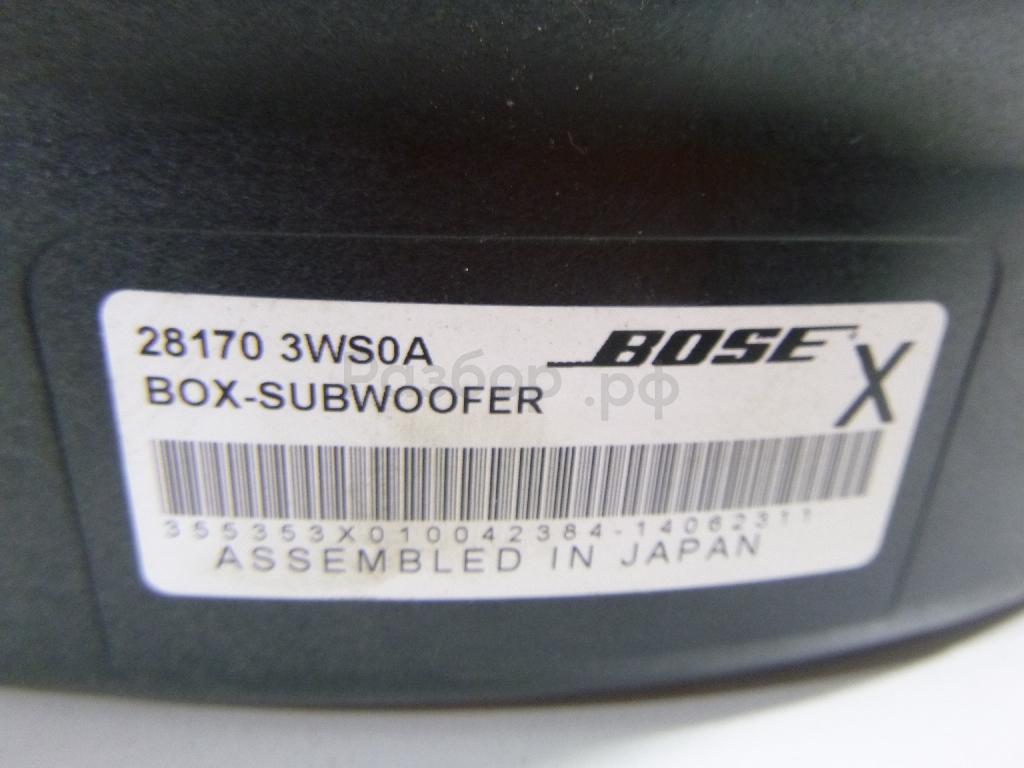 28170 3WS0A
BOSE
X
BOX-SUBWOOFER
Разбор.рф
355353X010042384-14062311
ASSEMBLED IN JAPAN